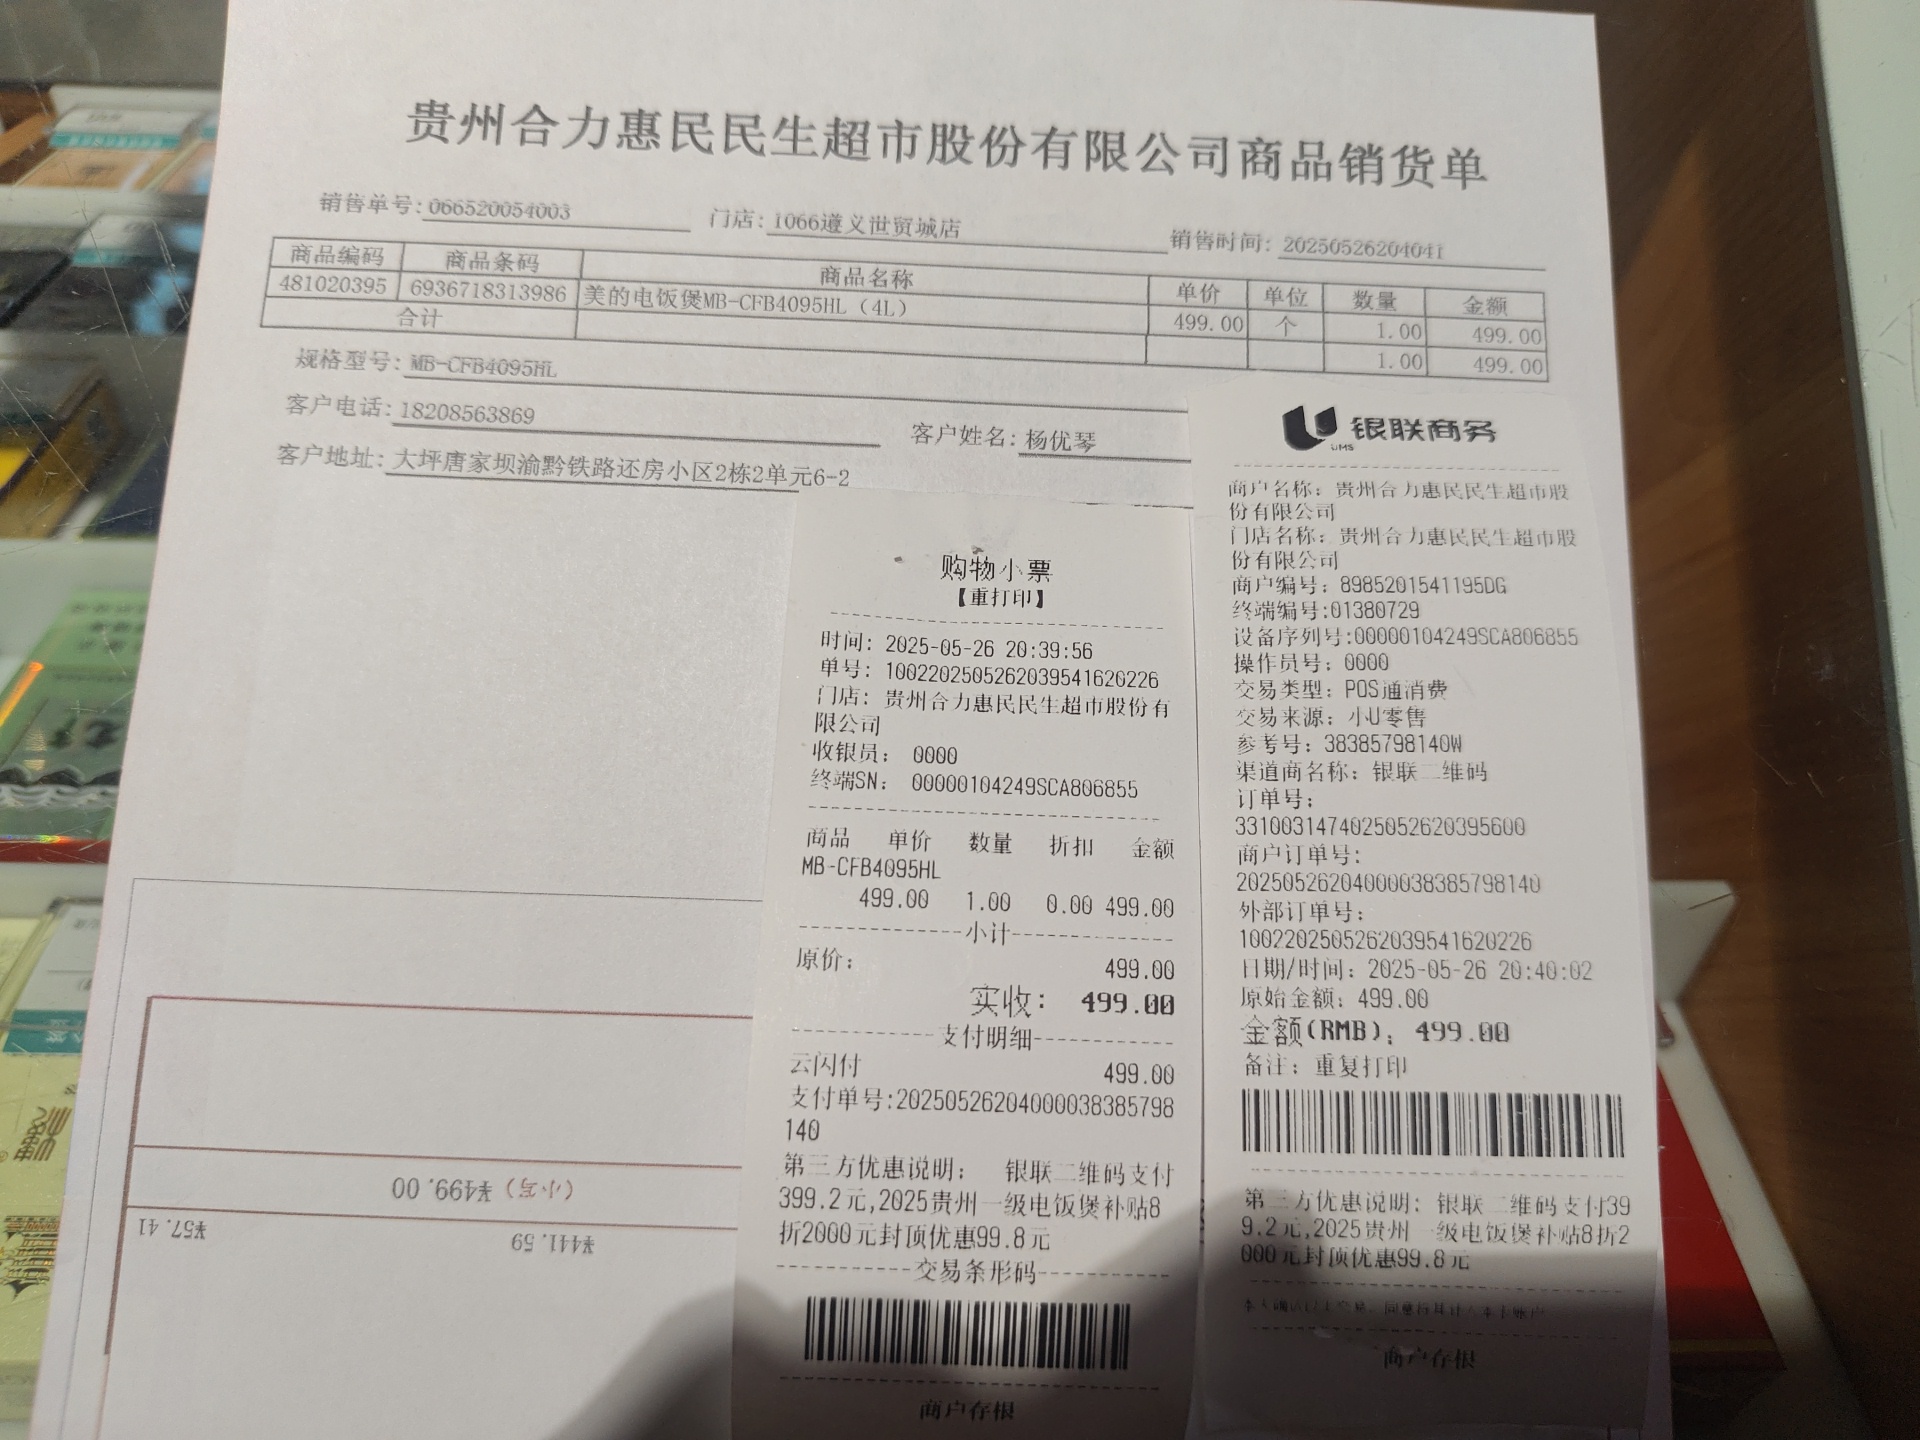 贵州合力惠民民生超市股份有限公司商品销货单
销售单号:066520054003 门店:1066遵义世贸城店 销售时间:20250526204041
商品编码 商品条码 商品名称 单价 单位 数量 金额
481020395 6936718313986 美的电饭煲MB-CFB4095HL（4L） 499.00 个 1.00 499.00
合计 1.00 499.00
规格型号:MB-CFB4095HL
客户电话:18208563869 客户姓名:杨优琴
客户地址:大坪唐家坝渝黔铁路还房小区2栋2单元6-2
购物小票
【重打印】
时间: 2025-05-26 20:39:56
单号: 10022025052620395416​20226
门店: 贵州合力惠民民生超市股份有
限公司
收银员: 0000
终端SN: 00000104249SCA806855
商品 单价 数量 折扣 金额
MB-CFB4095HL
499.00 1.00 0.00 499.00
小计
原价: 499.00
实收: 499.00
支付明细
云闪付 499.00
支付单号:20250526204000038385798
140
第三方优惠说明: 银联二维码支付
399.2元,2025贵州一级电饭煲补贴8
折2000元封顶优惠99.8元
交易条形码
商户存根
银联商务
UMS
商户名称: 贵州合力惠民民生超市股
份有限公司
门店名称: 贵州合力惠民民生超市股
份有限公司
商户编号: 8985201541195DG
终端编号:01380729
设备序列号:00000104249SCA806855
操作员号: 0000
交易类型: POS通消费
交易来源: 小U零售
参考号: 38385798140W
渠道商名称: 银联二维码
订单号:
33100314740250526203956​00
商户订单号:
20250526204000038385798140
外部订单号:
1002202505262039541620226
日期/时间: 2025-05-26 20:40:02
原始金额: 499.00
金额(RMB): 499.00
备注: 重复打印
第三方优惠说明: 银联二维码支付39
9.2元,2025贵州一级电饭煲补贴8折2
000元封顶优惠99.8元
商户存根
（小写）¥499.00
¥441.59 ¥57.41